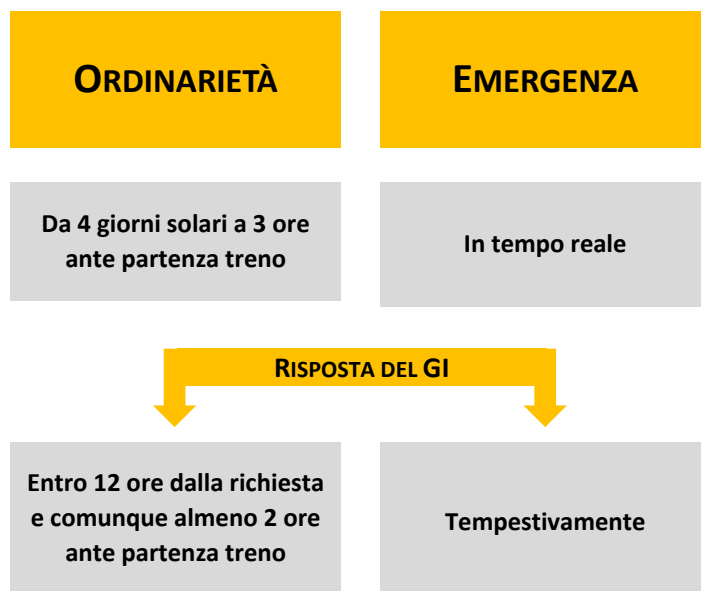 ORDINARIETÀ
EMERGENZA
Da 4 giorni solari a 3 ore
ante partenza treno
In tempo reale
RISPOSTA DEL GI
Entro 12 ore dalla richiesta
e comunque almeno 2 ore
ante partenza treno
Tempestivamente